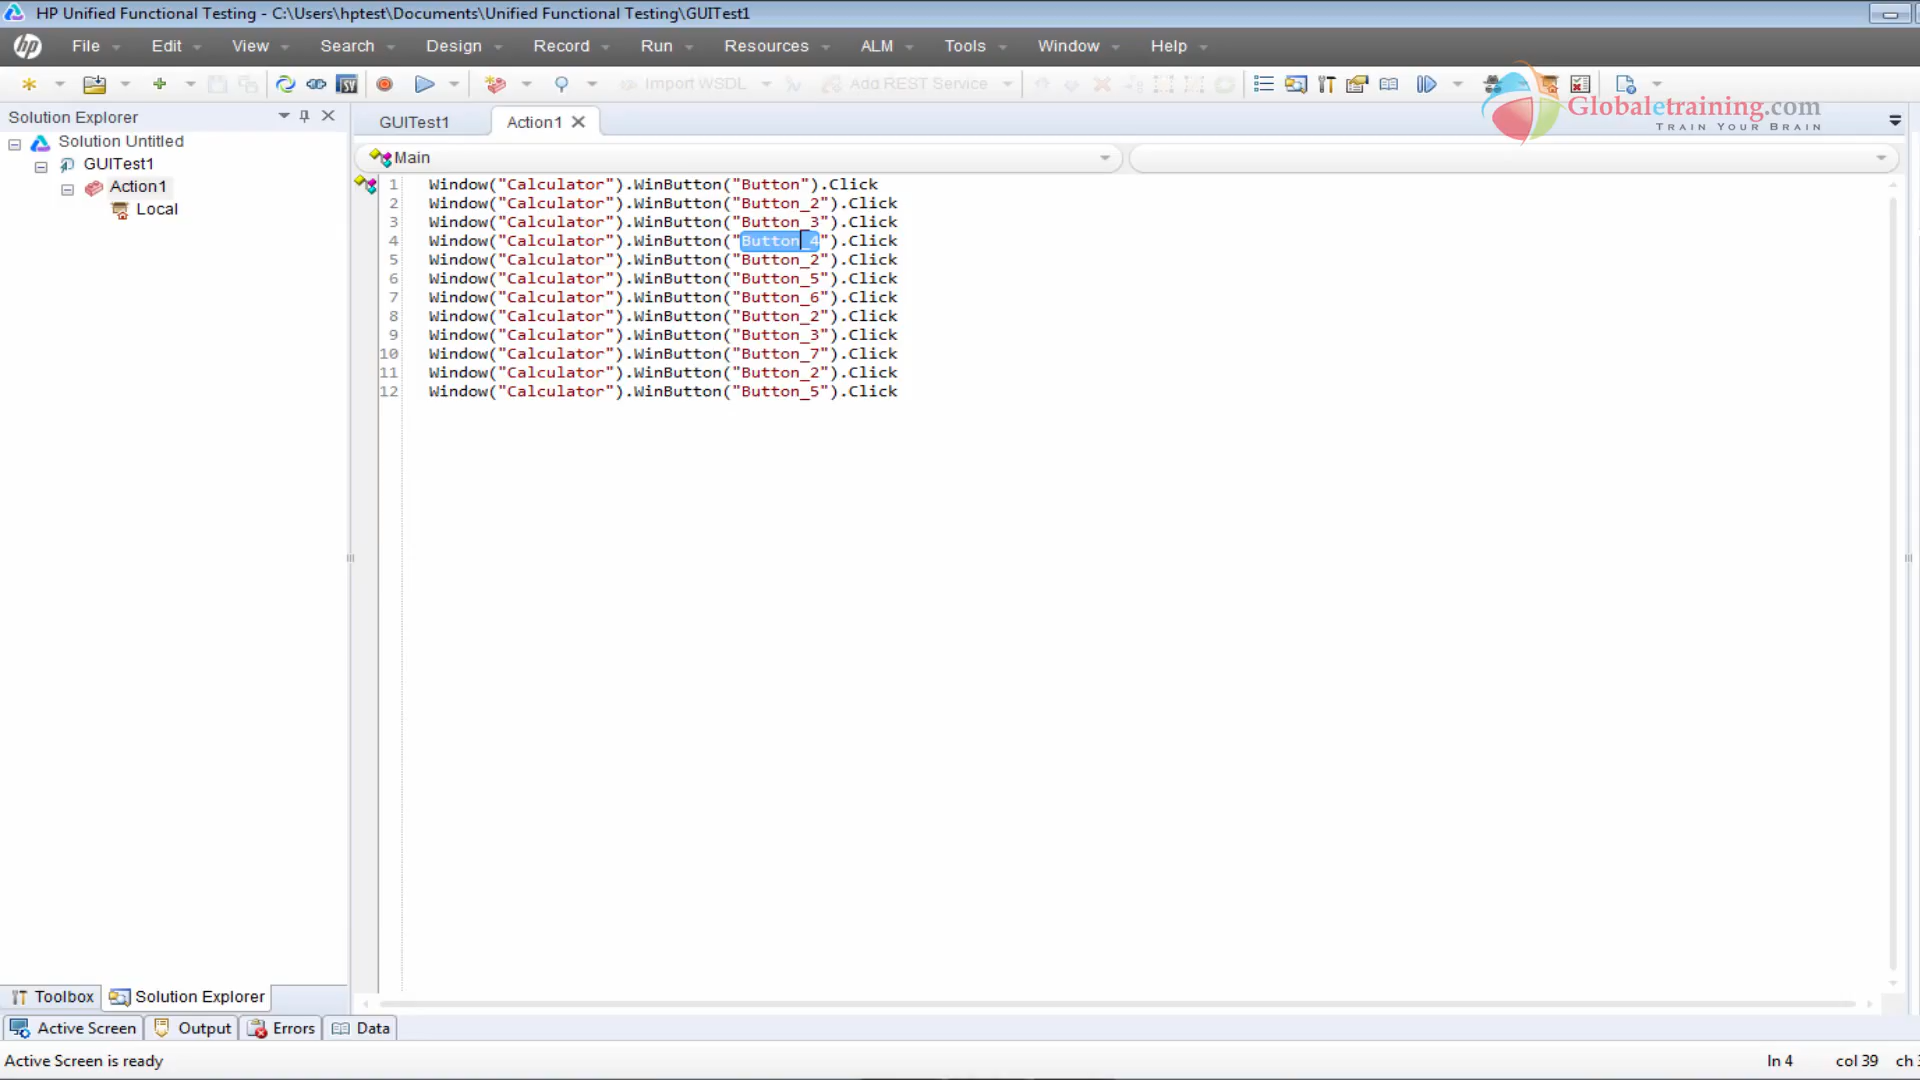 HP Unified Functional Testing - C:\Users\hptest\Documents\Unified Functional Testing\GUITest1
hp File Edit View Search Design Record Run Resources ALM Tools Window Help
SV Import WSDL Add REST Service
Globaletraining.com
TRAIN YOUR BRAIN
Solution Explorer
Solution Untitled
GUITest1
Action1
Local
GUITest1 Action1
Main
1 Window("Calculator").WinButton("Button").Click
2 Window("Calculator").WinButton("Button_2").Click
3 Window("Calculator").WinButton("Button_3").Click
4 Window("Calculator").WinButton("Button_4").Click
5 Window("Calculator").WinButton("Button_2").Click
6 Window("Calculator").WinButton("Button_5").Click
7 Window("Calculator").WinButton("Button_6").Click
8 Window("Calculator").WinButton("Button_2").Click
9 Window("Calculator").WinButton("Button_3").Click
10 Window("Calculator").WinButton("Button_7").Click
11 Window("Calculator").WinButton("Button_2").Click
12 Window("Calculator").WinButton("Button_5").Click
Toolbox Solution Explorer
Active Screen Output Errors Data
Active Screen is ready
ln 4 col 39 ch